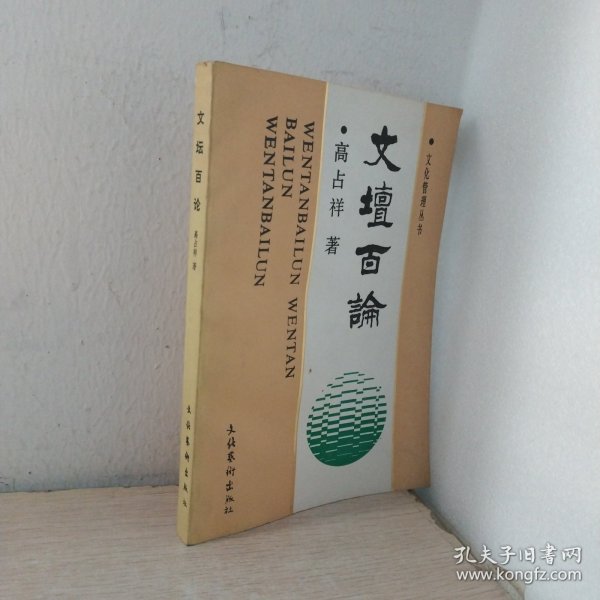 文坛百论
高占祥 著
文化艺術出版社
• 文化管理丛书
文壇百論
• 高占祥 著
WENTANBAILUN WENTAN
BAILUN
WENTANBAILUN
文化艺術出版社
孔夫子旧书网
www.kongfz.com